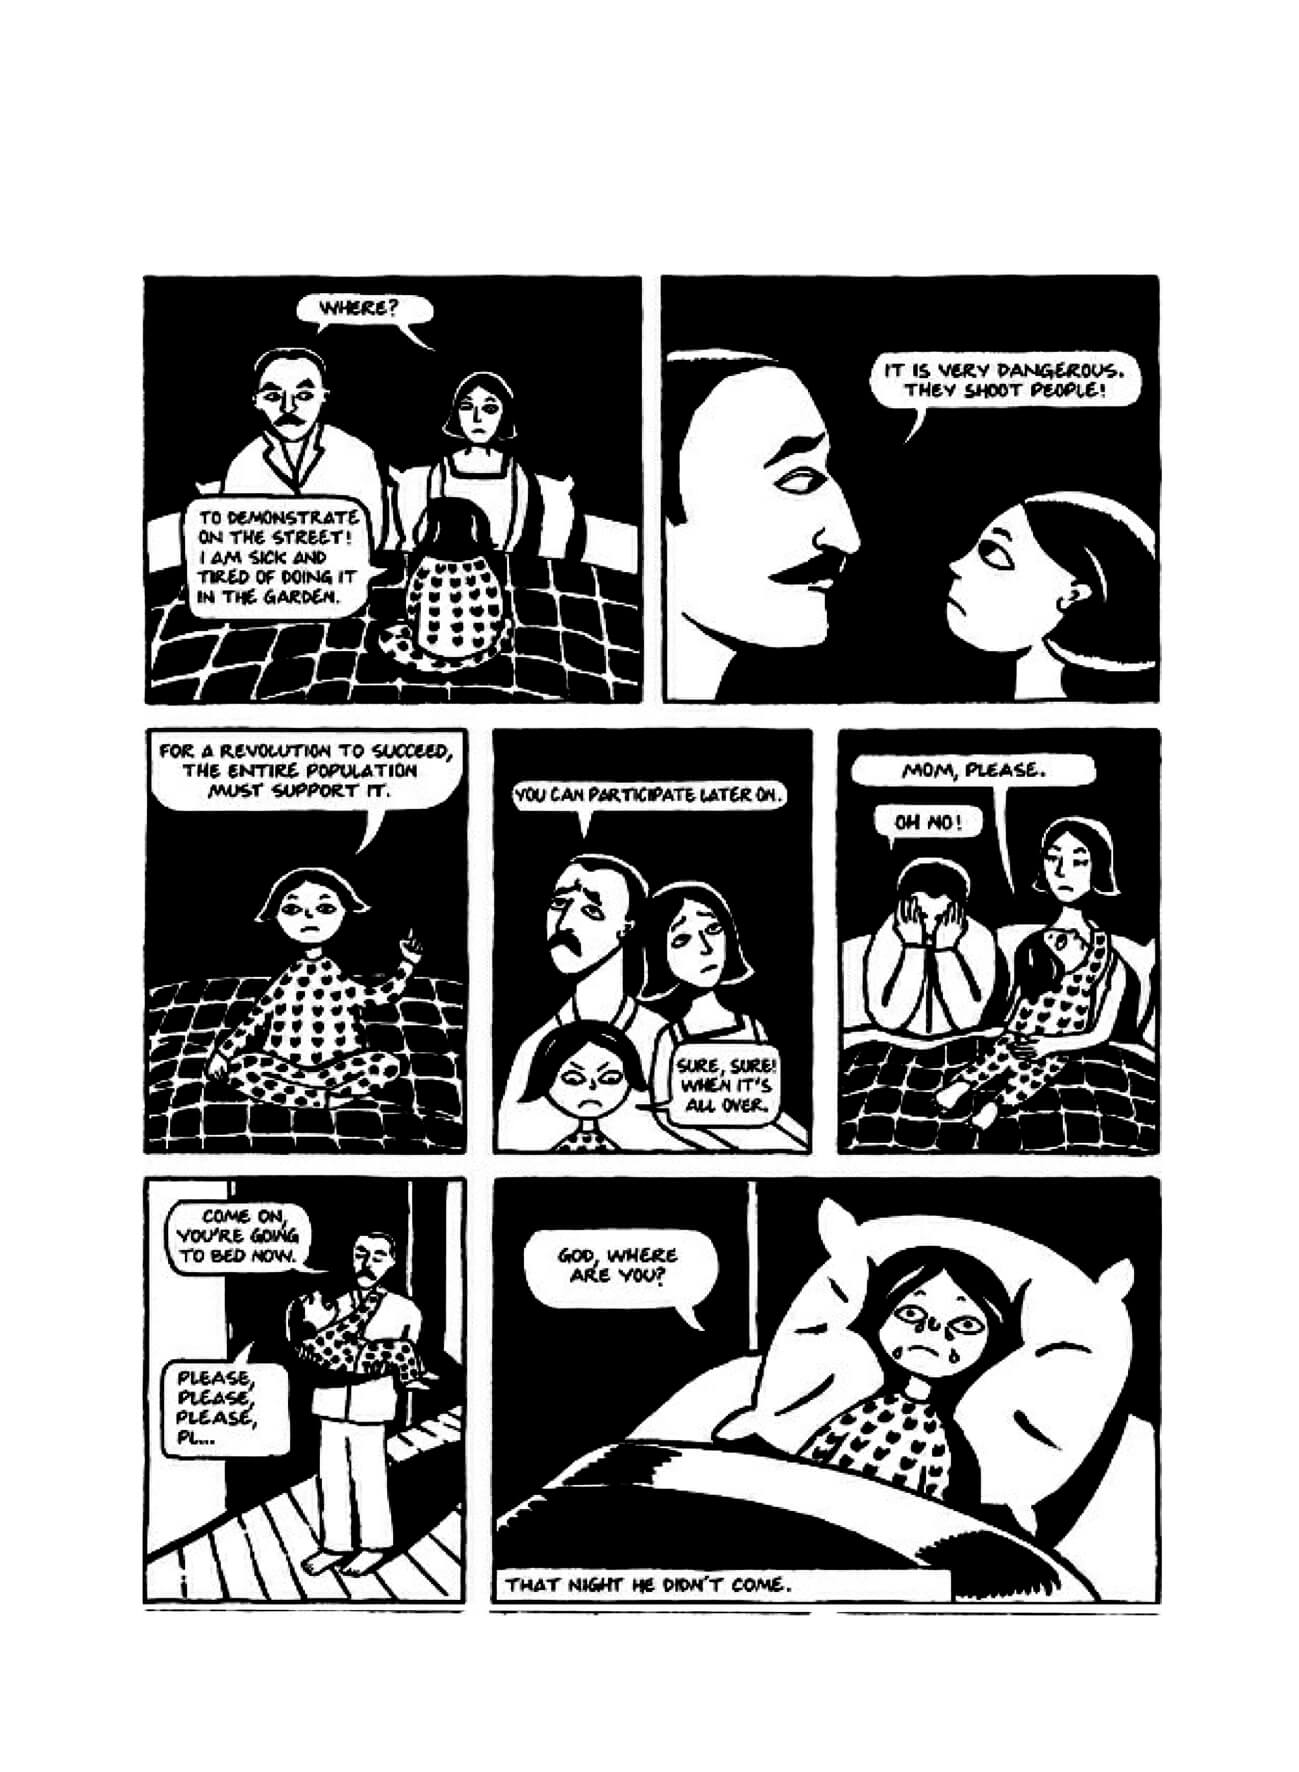 WHERE?
TO DEMONSTRATE
ON THE STREET!
I AM SICK AND
TIRED OF DOING IT
IN THE GARDEN.
IT IS VERY DANGEROUS.
THEY SHOOT PEOPLE!
FOR A REVOLUTION TO SUCCEED,
THE ENTIRE POPULATION
MUST SUPPORT IT.
YOU CAN PARTICIPATE LATER ON.
SURE, SURE!
WHEN IT'S
ALL OVER.
MOM, PLEASE.
OH NO!
COME ON,
YOU'RE GOING
TO BED NOW.
PLEASE,
PLEASE,
PLEASE,
PL...
GOD, WHERE
ARE YOU?
THAT NIGHT HE DIDN'T COME.